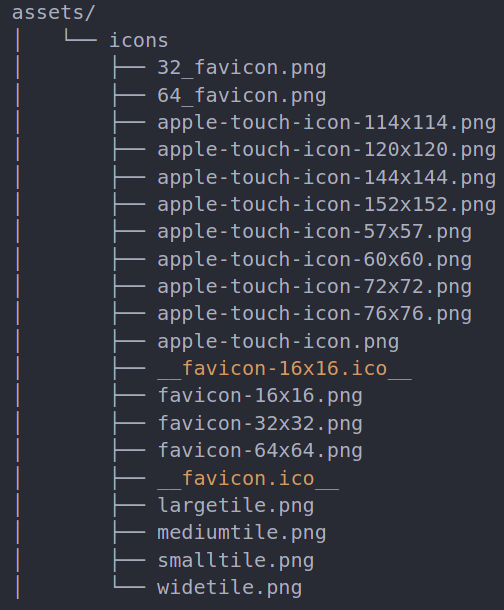 assets/
│   └── icons
│       ├── 32_favicon.png
│       ├── 64_favicon.png
│       ├── apple-touch-icon-114x114.png
│       ├── apple-touch-icon-120x120.png
│       ├── apple-touch-icon-144x144.png
│       ├── apple-touch-icon-152x152.png
│       ├── apple-touch-icon-57x57.png
│       ├── apple-touch-icon-60x60.png
│       ├── apple-touch-icon-72x72.png
│       ├── apple-touch-icon-76x76.png
│       ├── apple-touch-icon.png
│       ├── __favicon-16x16.ico__
│       ├── favicon-16x16.png
│       ├── favicon-32x32.png
│       ├── favicon-64x64.png
│       ├── __favicon.ico__
│       ├── largetile.png
│       ├── mediumtile.png
│       ├── smalltile.png
│       └── widetile.png